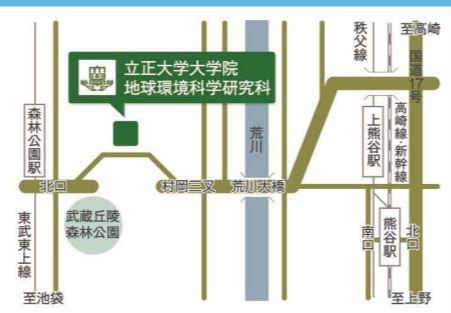 至高崎
秩父線
国道17号
立正大学大学院
地球環境科学研究科
森林公園駅
荒川
上熊谷駅
高崎線・新幹線
北口
村岡二又
荒川大橋
東武東上線
武蔵丘陵
森林公園
南口
熊谷駅
北口
至池袋
至上野